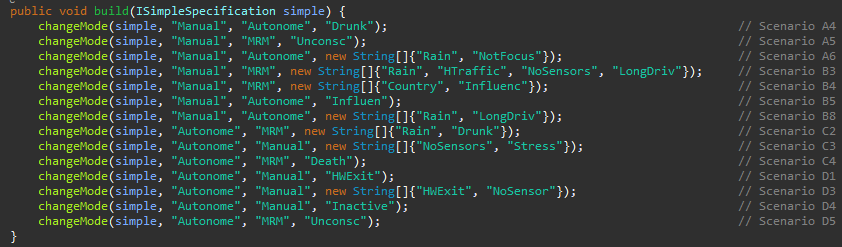 public void build(ISimpleSpecification simple) {
changeMode(simple, "Manual", "Autonome", "Drunk"); // Scenario A4
changeMode(simple, "Manual", "MRM", "Unconsc"); // Scenario A5
changeMode(simple, "Manual", "Autonome", new String[]{"Rain", "NotFocus"}); // Scenario A6
changeMode(simple, "Manual", "MRM", new String[]{"Rain", "HTraffic", "NoSensors", "LongDriv"}); // Scenario B3
changeMode(simple, "Manual", "MRM", new String[]{"Country", "Influenc"}); // Scenario B4
changeMode(simple, "Manual", "Autonome", "Influen"); // Scenario B5
changeMode(simple, "Manual", "Autonome", new String[]{"Rain", "LongDriv"}); // Scenario B8
changeMode(simple, "Autonome", "MRM", new String[]{"Rain", "Drunk"}); // Scenario C2
changeMode(simple, "Autonome", "Manual", new String[]{"NoSensors", "Stress"}); // Scenario C3
changeMode(simple, "Autonome", "MRM", "Death"); // Scenario C4
changeMode(simple, "Autonome", "Manual", "HWExit"); // Scenario D1
changeMode(simple, "Autonome", "Manual", new String[]{"HWExit", "NoSensor"}); // Scenario D3
changeMode(simple, "Autonome", "Manual", "Inactive"); // Scenario D4
changeMode(simple, "Autonome", "MRM", "Unconsc"); // Scenario D5
}